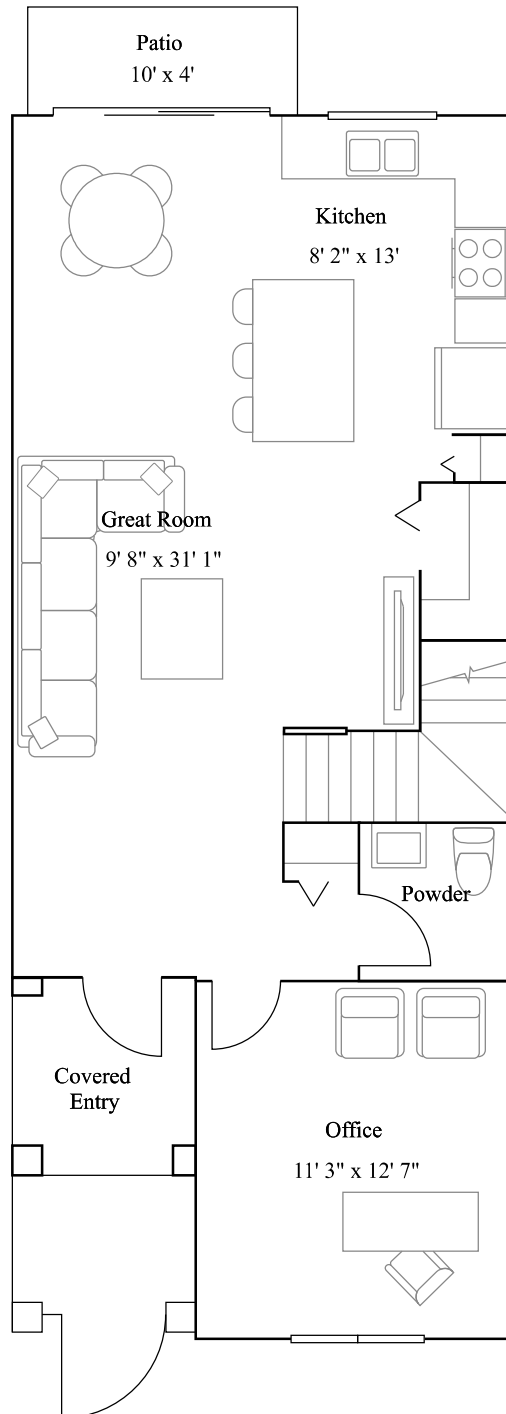 Patio
10' x 4'
Kitchen
8' 2" x 13'
Great Room
9' 8" x 31' 1"
Powder
Covered
Entry
Office
11' 3" x 12' 7"